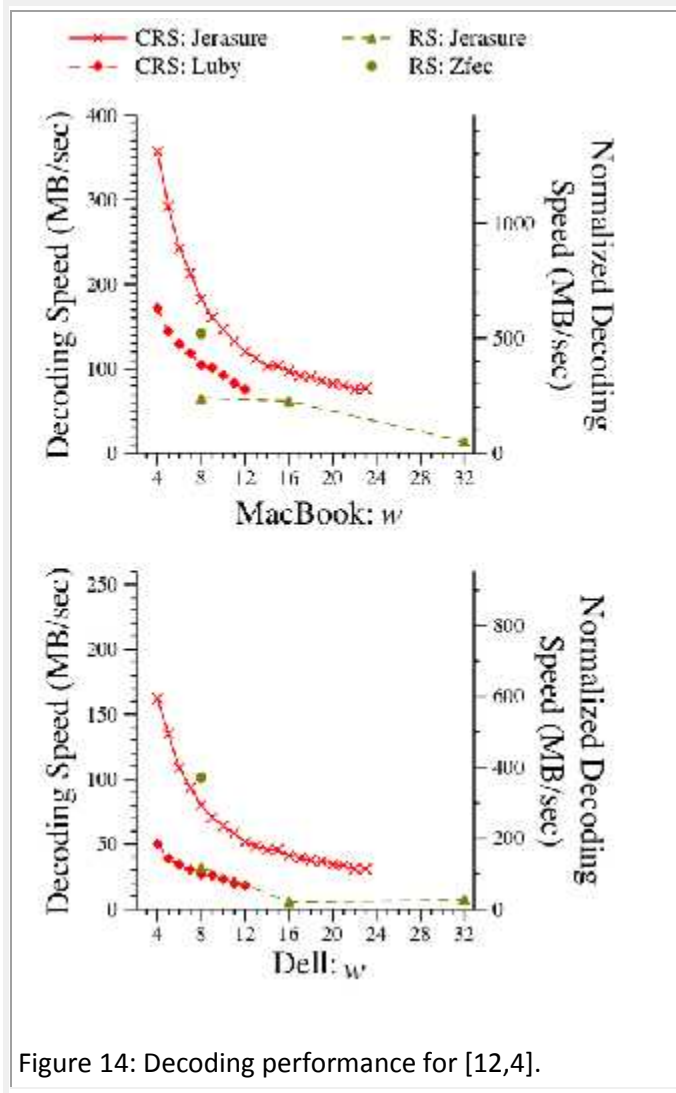 CRS: Jerasure
RS: Jerasure
CRS: Luby
RS: Zfec
Decoding Speed (MB/sec)
400
300
200
100
0
4 8 12 16 20 24 28 32
MacBook: w
1000
500
0
Normalized Decoding
Speed (MB/sec)
Decoding Speed (MB/sec)
250
200
150
100
50
0
4 8 12 16 20 24 28 32
Dell: w
800
600
400
200
0
Normalized Decoding
Speed (MB/sec)
Figure 14: Decoding performance for [12,4].